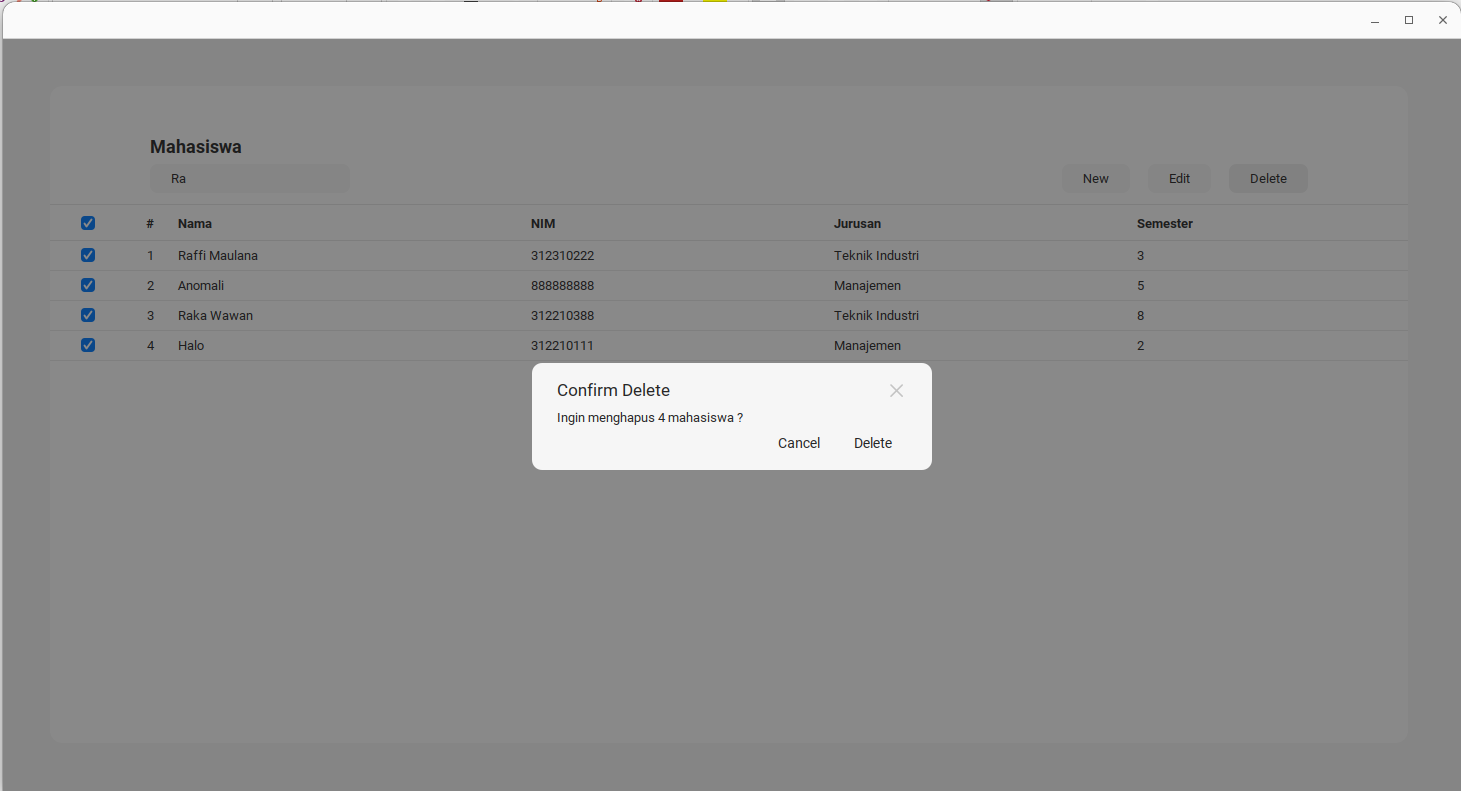 Mahasiswa
Ra
New Edit Delete
# Nama NIM Jurusan Semester
1 Raffi Maulana 312310222 Teknik Industri 3
2 Anomali 888888888 Manajemen 5
3 Raka Wawan 312210388 Teknik Industri 8
4 Halo 312210111 Manajemen 2
Confirm Delete
Ingin menghapus 4 mahasiswa ?
Cancel Delete